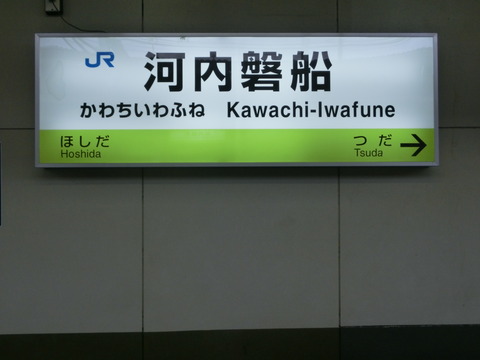 JR 河内磐船
かわちいわふね Kawachi-Iwafune
ほしだ つだ →
Hoshida Tsuda